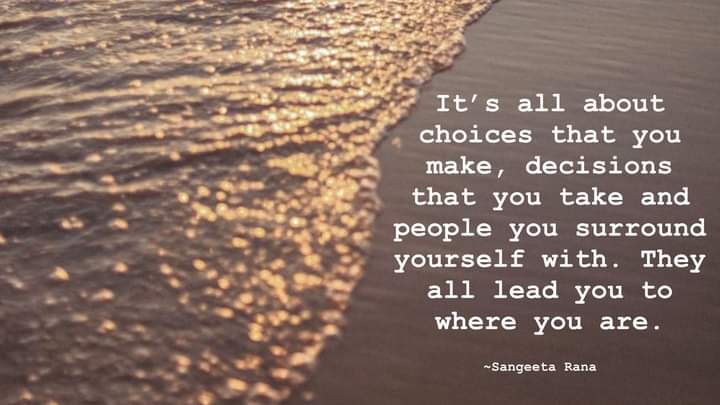 It’s all about
choices that you
make, decisions
that you take and
people you surround
yourself with. They
all lead you to
where you are.
~Sangeeta Rana